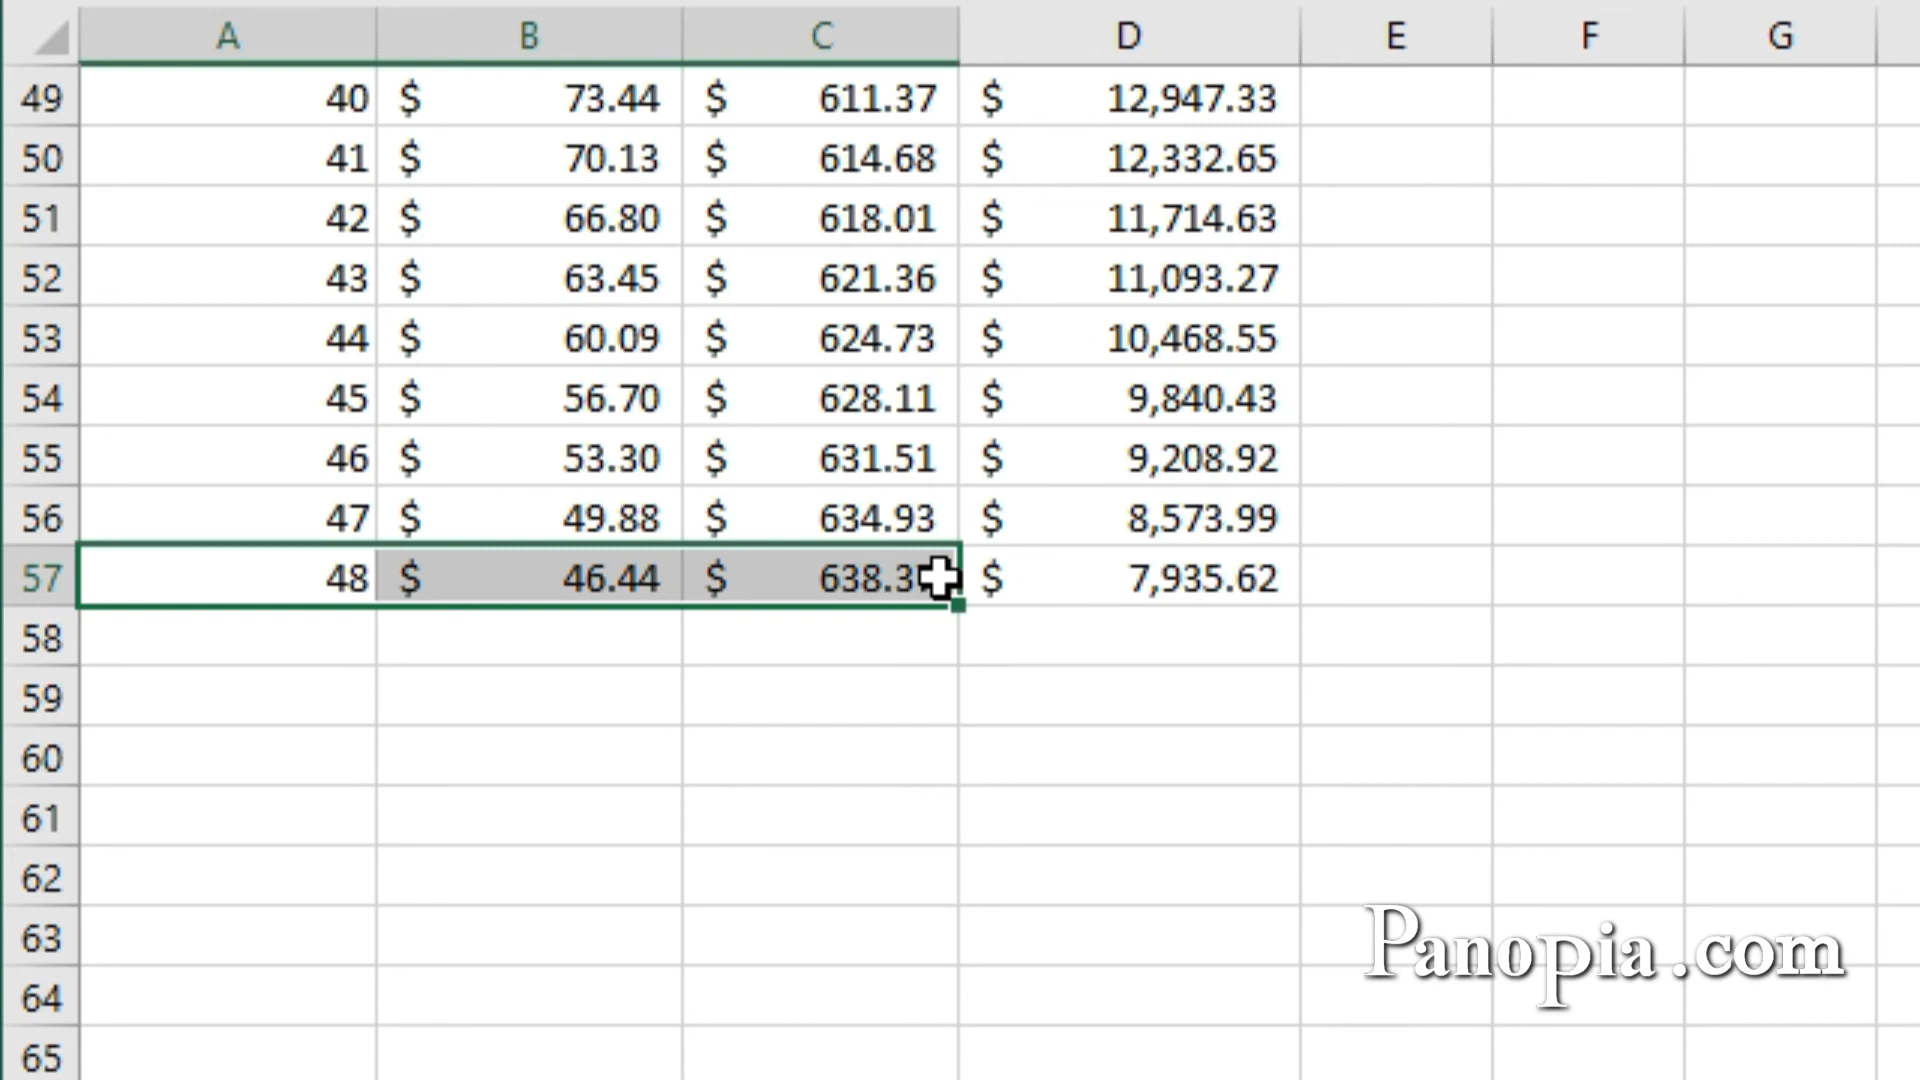 A B C D E F G
49 40 $ 73.44 $ 611.37 $ 12,947.33
50 41 $ 70.13 $ 614.68 $ 12,332.65
51 42 $ 66.80 $ 618.01 $ 11,714.63
52 43 $ 63.45 $ 621.36 $ 11,093.27
53 44 $ 60.09 $ 624.73 $ 10,468.55
54 45 $ 56.70 $ 628.11 $ 9,840.43
55 46 $ 53.30 $ 631.51 $ 9,208.92
56 47 $ 49.88 $ 634.93 $ 8,573.99
57 48 $ 46.44 $ $ 7,935.62
58
59
60
61
62
63
64
65
Panopia.com